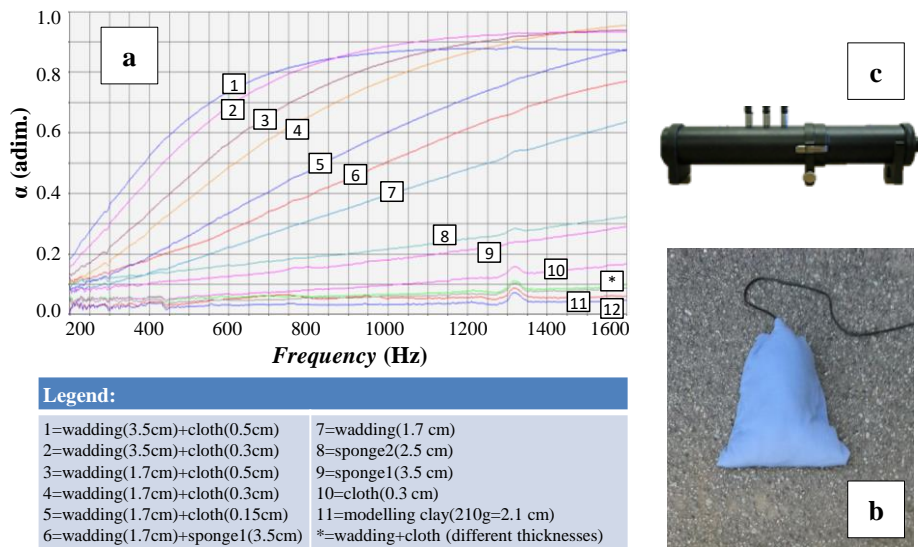 a
1.0
0.8
0.6
0.4
0.2
0.0
α (adim.)
1
2
3
4
5
6
7
8
9
10
*
11
12
200 400 600 800 1000 1200 1400 1600
Frequency (Hz)
Legend:
1=wadding(3.5cm)+cloth(0.5cm)
2=wadding(3.5cm)+cloth(0.3cm)
3=wadding(1.7cm)+cloth(0.5cm)
4=wadding(1.7cm)+cloth(0.3cm)
5=wadding(1.7cm)+cloth(0.15cm)
6=wadding(1.7cm)+sponge1(3.5cm)
7=wadding(1.7 cm)
8=sponge2(2.5 cm)
9=sponge1(3.5 cm)
10=cloth(0.3 cm)
11=modelling clay(210g=2.1 cm)
*=wadding+cloth (different thicknesses)
c
b